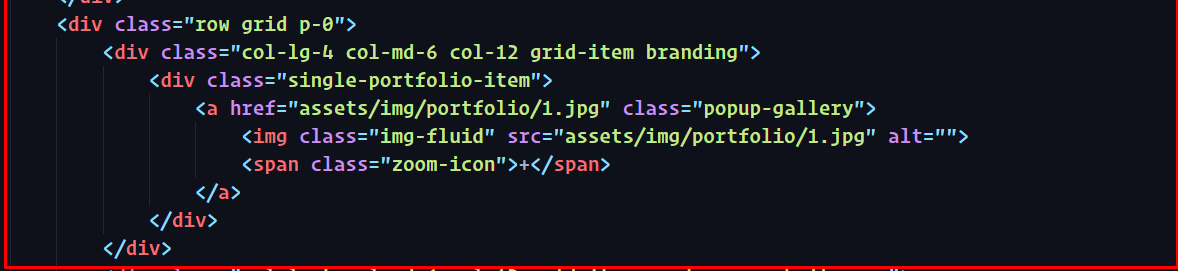 </div>
<div class="row grid p-0">
<div class="col-lg-4 col-md-6 col-12 grid-item branding">
<div class="single-portfolio-item">
<a href="assets/img/portfolio/1.jpg" class="popup-gallery">
<img class="img-fluid" src="assets/img/portfolio/1.jpg" alt="">
<span class="zoom-icon">+</span>
</a>
</div>
</div>